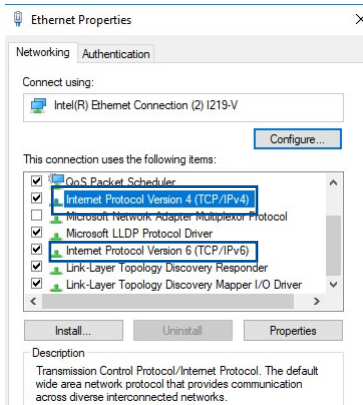 Ethernet Properties
Networking Authentication
Connect using:
Intel(R) Ethernet Connection (2) I219-V
Configure...
This connection uses the following items:
QoS Packet Scheduler
Internet Protocol Version 4 (TCP/IPv4)
Microsoft Network Adapter Multiplexor Protocol
Microsoft LLDP Protocol Driver
Internet Protocol Version 6 (TCP/IPv6)
Link-Layer Topology Discovery Responder
Link-Layer Topology Discovery Mapper I/O Driver
Install... Uninstall Properties
Description
Transmission Control Protocol/Internet Protocol. The default
wide area network protocol that provides communication
across diverse interconnected networks.